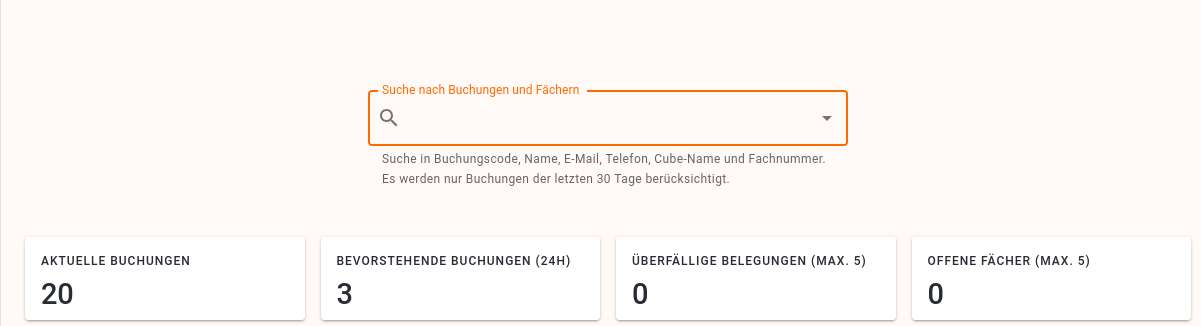 Suche nach Buchungen und Fächern
Suche in Buchungscode, Name, E-Mail, Telefon, Cube-Name und Fachnummer.
Es werden nur Buchungen der letzten 30 Tage berücksichtigt.
AKTUELLE BUCHUNGEN
20
BEVORSTEHENDE BUCHUNGEN (24H)
3
ÜBERFÄLLIGE BELEGUNGEN (MAX. 5)
0
OFFENE FÄCHER (MAX. 5)
0